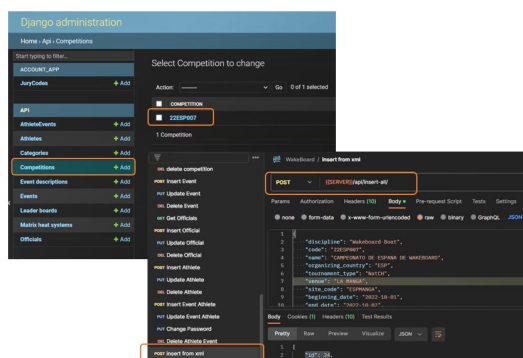 Django administration
Home › Api › Competitions
Start typing to filter...
ACCOUNT_APP
JuryCodes + Add
API
AthleteEvents + Add
Athletes + Add
Categories + Add
Competitions + Add
Event descriptions + Add
Events + Add
Leader boards + Add
Matrix heat systems + Add
Officials + Add
Select Competition to change
Action: Go 0 of 1 selected
COMPETITION
22ESP007
1 Competition
DEL delete competition
POST Insert Event
PUT Update Event
DEL Delete Event
GET Get Officials
POST Insert Official
PUT Update Official
DEL Delete Official
POST Insert Athlete
PUT Update Athlete
DEL Delete Athlete
POST Insert Event Athlete
PUT Update Event Athlete
PUT Change Password
DEL Delete Athlete Event
POST insert from xml
WakeBoard / Insert from xml
POST {{SERVER}}/api/insert-all/
Params Authorization Headers (10) Body Pre-request Script Tests Settings
none form-data x-www-form-urlencoded raw binary GraphQL JSON
1 {
2 "discipline": "Wakeboard Boat",
3 "code": "22ESP007",
4 "name": "CAMPEONATO DE ESPANA DE WAKEBOARD",
5 "organizing_country": "ESP",
6 "tournament_type": "NatCH",
7 "venue": "LA MANGA",
8 "site_code": "ESPMANGA",
9 "beginning_date": "2022-10-01",
10 "end_date": "2022-10-02",
Body Cookies (1) Headers (10) Test Results
Pretty Raw Preview Visualize JSON
1 {
2 "id": 24,